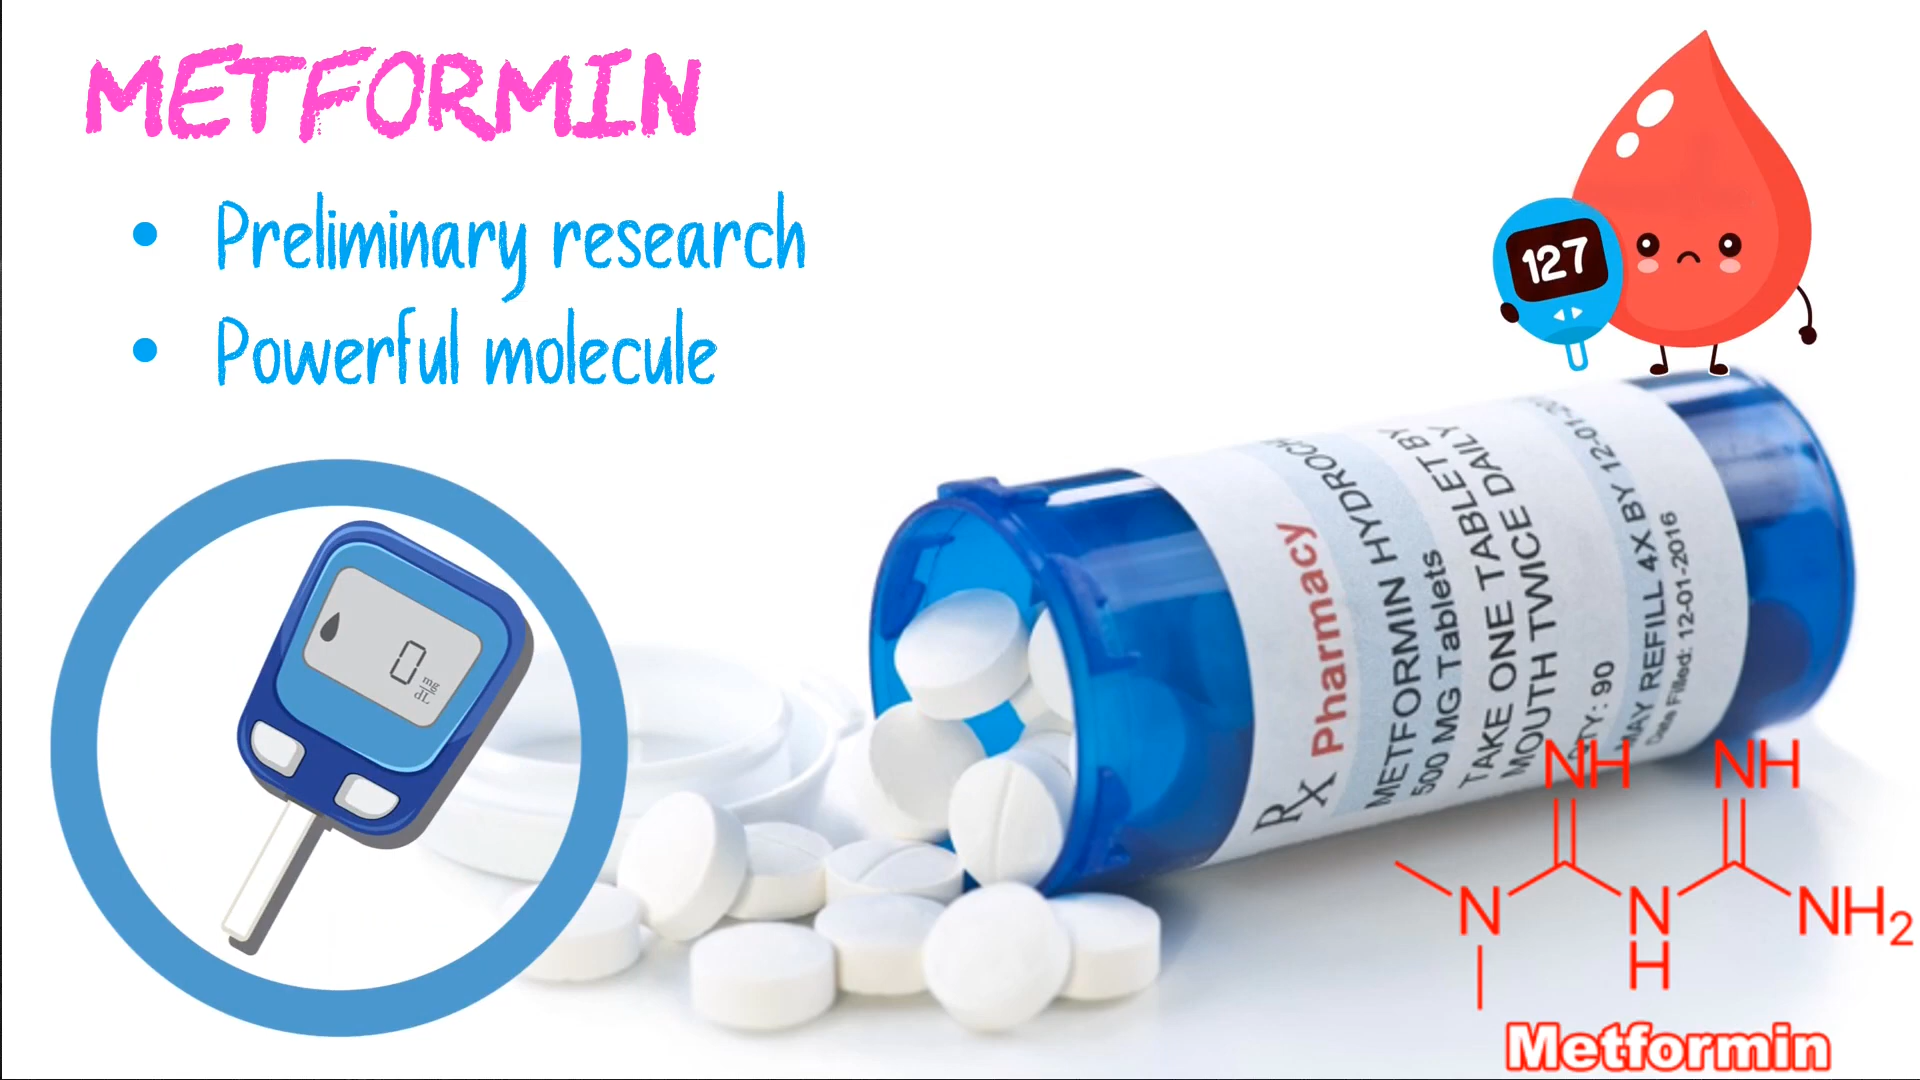 METFORMIN
• Preliminary research
• Powerful molecule
127
0 mg/dL
Rx Pharmacy
METFORMIN HYDROCH
500 MG Tablets
TAKE ONE TABLET BY
MOUTH TWICE DAILY
QTY: 90
MAY REFILL 4X BY 12-01-201
Date Filled: 12-01-2016
NH NH
N N NH2
H
Metformin